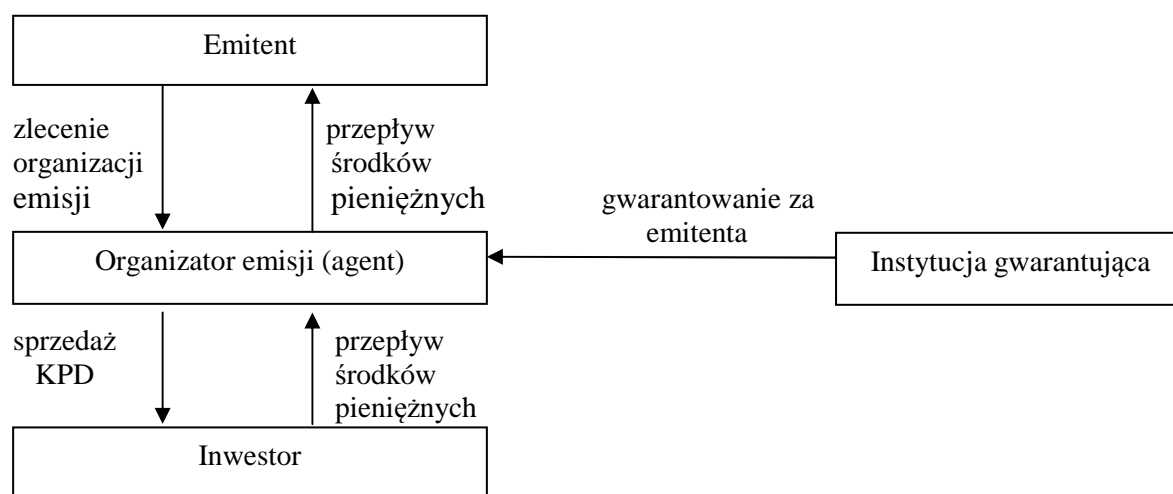 Emitent
zlecenie
organizacji
emisji
przepływ
środków
pieniężnych
gwarantowanie za
emitenta
Organizator emisji (agent)
Instytucja gwarantująca
sprzedaż
KPD
przepływ
środków
pieniężnych
Inwestor